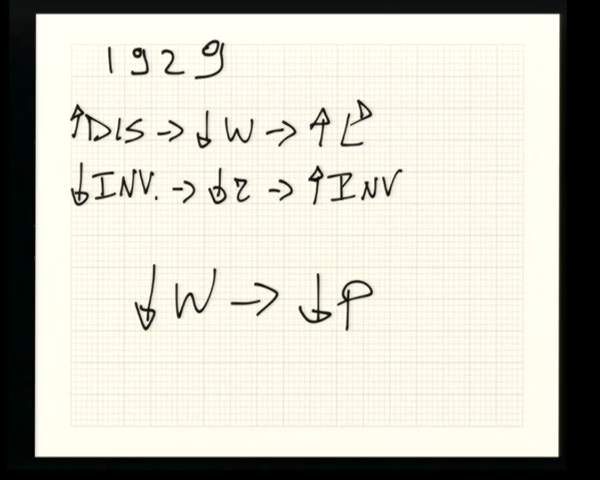 1929
↑DIS → ↓W → ↑L^D
↓INV. → ↓r → ↑INV
↓W → ↓P